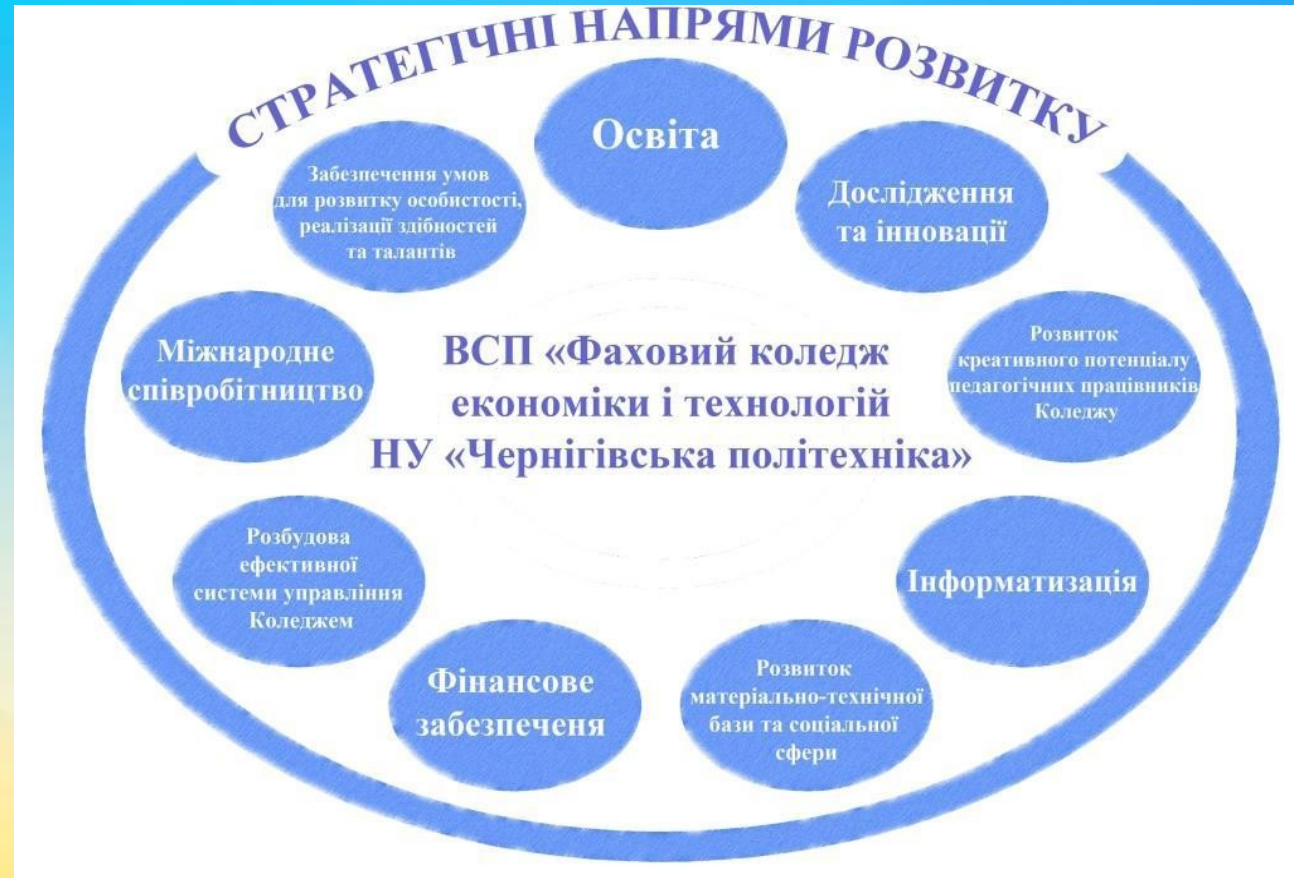 СТРАТЕГІЧНІ НАПРЯМИ РОЗВИТКУ
Освіта
Дослідження
та інновації
Розвиток
креативного потенціалу
педагогічних працівників
Коледжу
Інформатизація
Розвиток
матеріально-технічної
бази та соціальної
сфери
Фінансове
забезпеченя
Розбудова
ефективної
системи управління
Коледжем
Міжнародне
співробітництво
Забезпечення умов
для розвитку особистості,
реалізації здібностей
та талантів
ВСП «Фаховий коледж
економіки і технологій
НУ «Чернігівська політехніка»